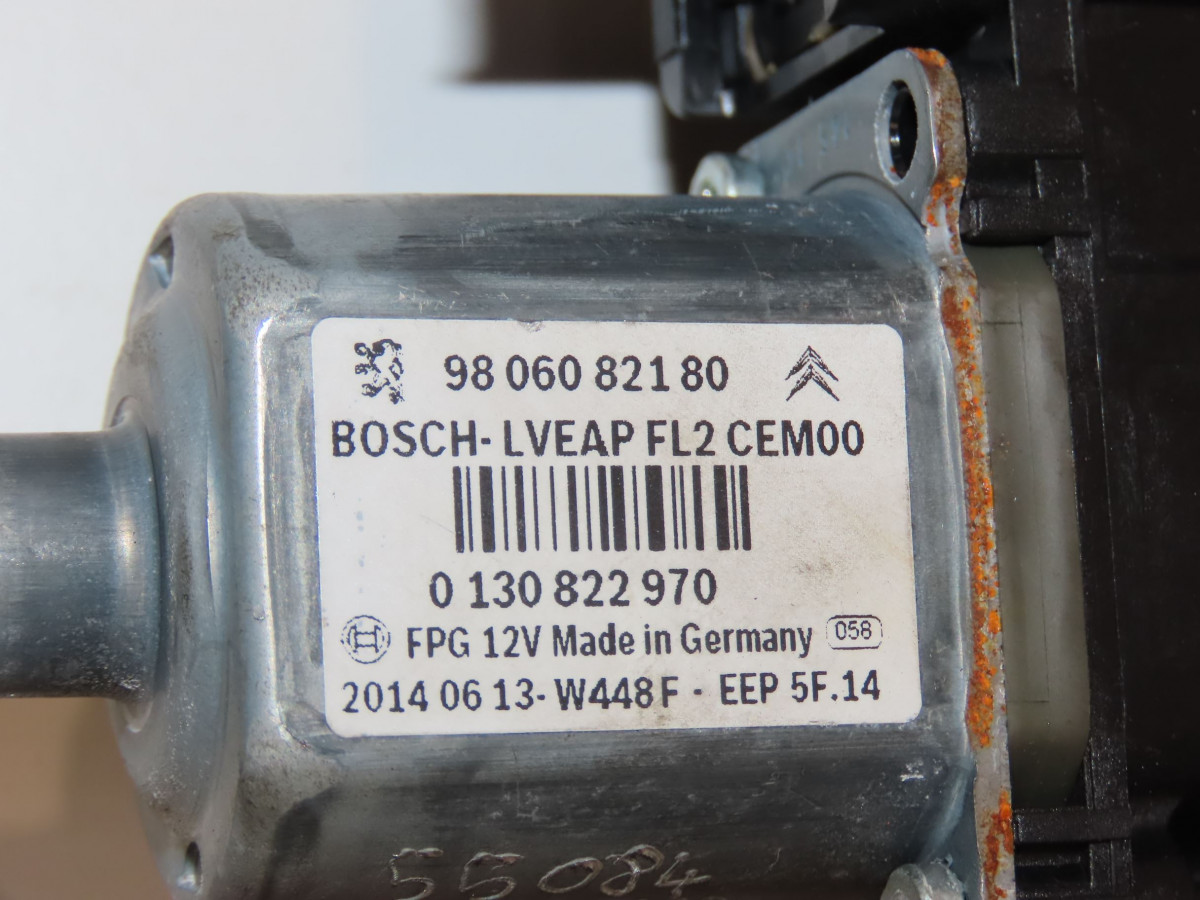 98 060 821 80
BOSCH- LVEAP FL2 CEM00
0 130 822 970
FPG 12V Made in Germany 058
2014 06 13- W448F · EEP 5F.14
55084